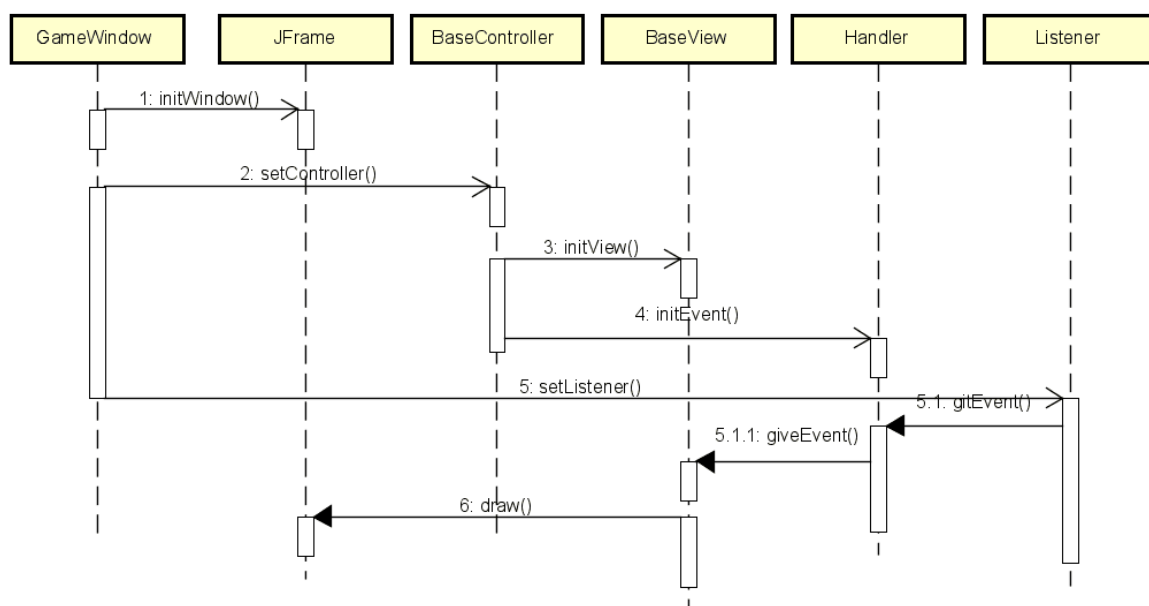 GameWindow
JFrame
BaseController
BaseView
Handler
Listener
1: initWindow()
2: setController()
3: initView()
4: initEvent()
5: setListener()
5.1: gitEvent()
5.1.1: giveEvent()
6: draw()